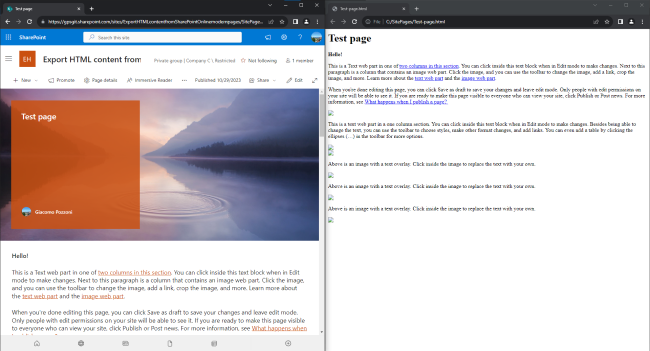 Test page
https://gpsgit.sharepoint.com/sites/ExportHTMLcontentfromSharePointOnlinemodernpages/SitePage...
SharePoint
Search this site
EH
Export HTML content from
Private group | Company C \ Restricted
Not following
1 member
New
Promote
Page details
Immersive Reader
Published 10/29/2023
Share
Edit
Test page
Giacomo Pozzoni
Hello!
This is a Text web part in one of two columns in this section. You can click inside this text block when in Edit
mode to make changes. Next to this paragraph is a column that contains an image web part. Click the image,
and you can use the toolbar to change the image, add a link, crop the image, and more. Learn more about
the text web part and the image web part.
When you're done editing this page, you can click Save as draft to save your changes and leave edit mode.
Only people with edit permissions on your site will be able to see it. If you are ready to make this page visible
to everyone who can view your site, click Publish or Post news. For more information, see What happens when
Test page.html
File
C:/SitePages/Test-page.html
Test page
Hello!
This is a Text web part in one of two columns in this section. You can click inside this text block when in Edit mode to make changes. Next to this
paragraph is a column that contains an image web part. Click the image, and you can use the toolbar to change the image, add a link, crop the
image, and more. Learn more about the text web part and the image web part.
When you're done editing this page, you can click Save as draft to save your changes and leave edit mode. Only people with edit permissions on
your site will be able to see it. If you are ready to make this page visible to everyone who can view your site, click Publish or Post news. For more
information, see What happens when I publish a page?
This is a text web part in a one column section. You can click inside this text block when in Edit mode to make changes. Besides being able to
change the text, you can use the toolbar to choose styles, make other format changes, and add links. You can even add a table by clicking the
ellipses (…) in the toolbar for more options.
Above is an image with a text overlay. Click inside the image to replace the text with your own.
Above is an image with a text overlay. Click inside the image to replace the text with your own.
Above is an image with a text overlay. Click inside the image to replace the text with your own.